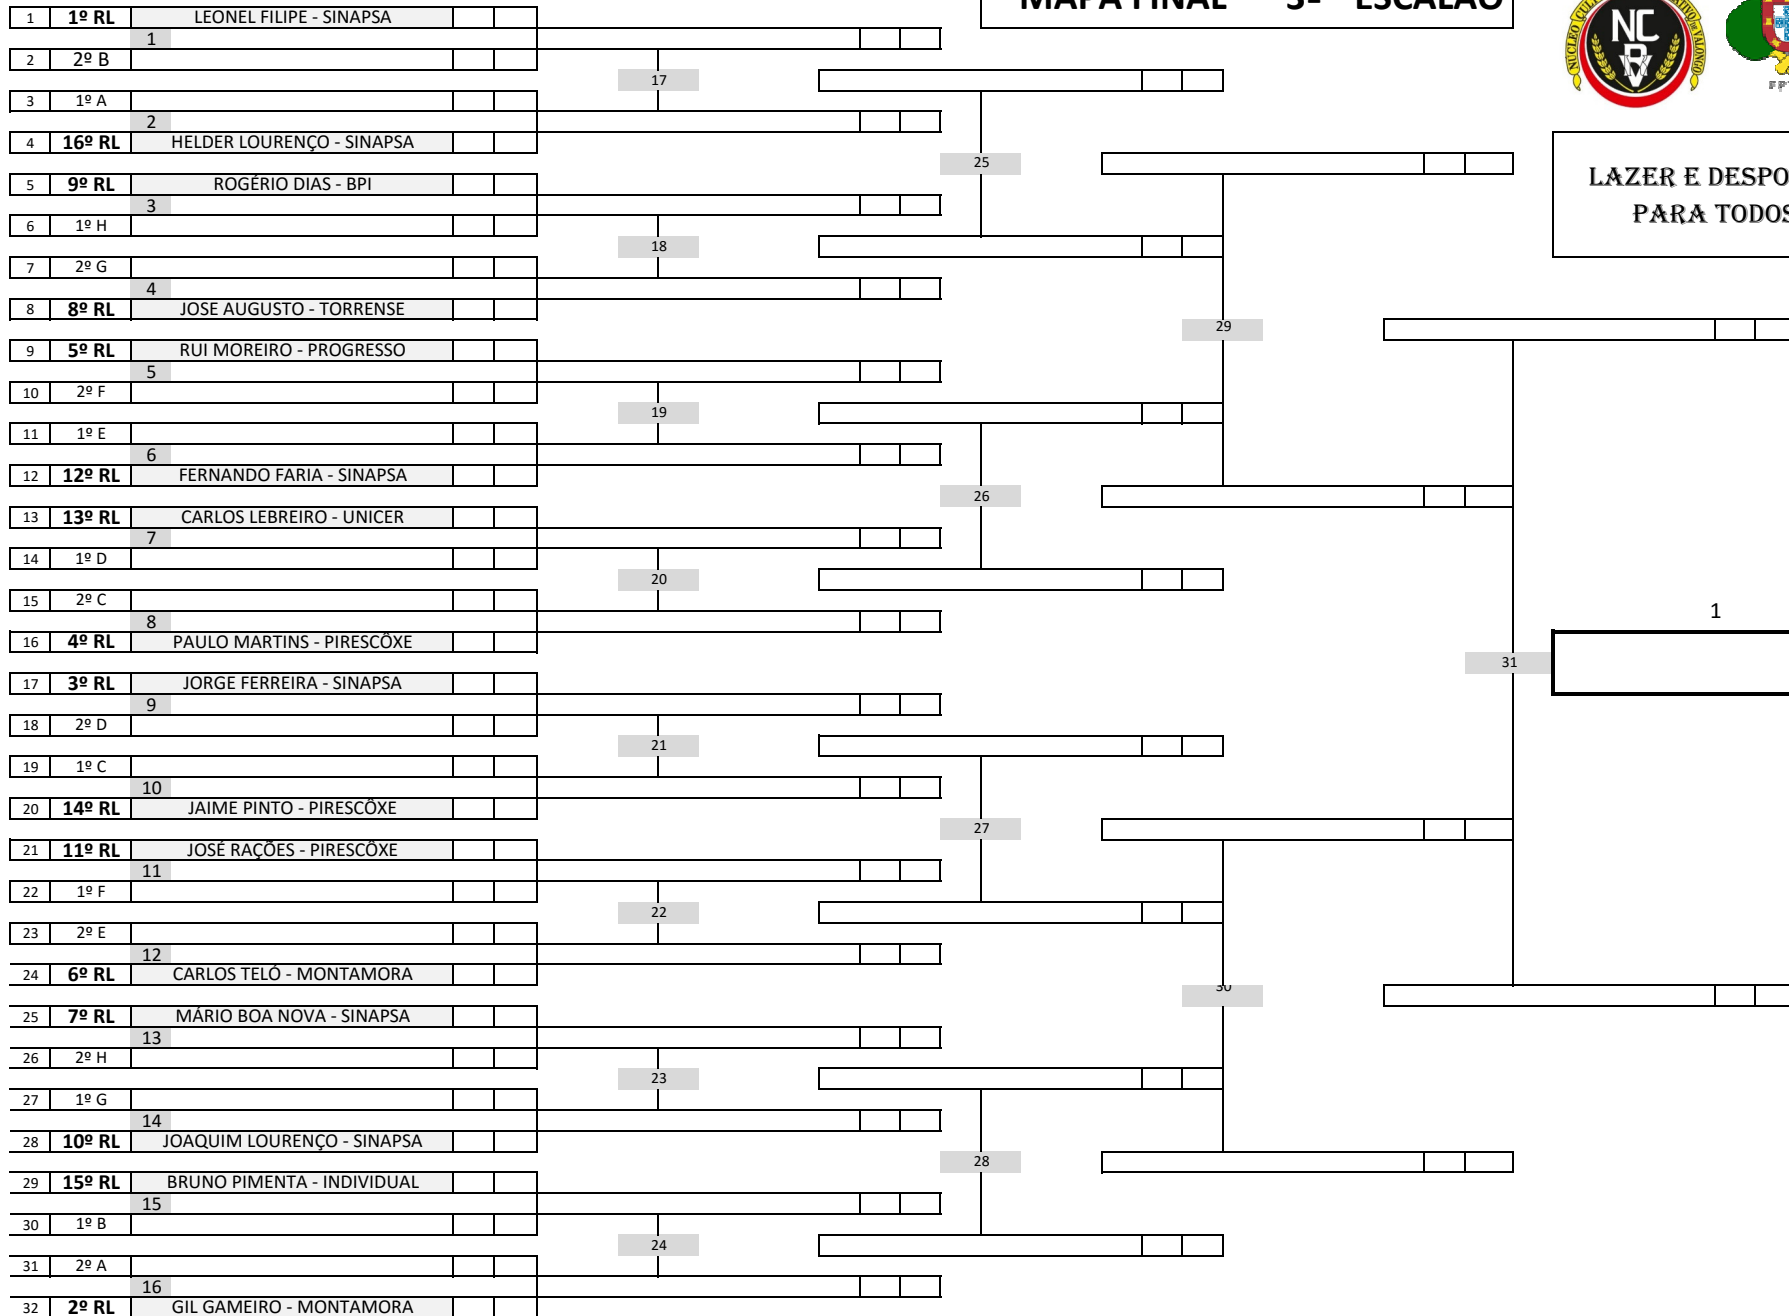 MAPA FINAL 3º ESCALÃO
1 1º RL LEONEL FILIPE - SINAPSA
1
2 2º B
17
3 1º A
2
4 16º RL HELDER LOURENÇO - SINAPSA
25
5 9º RL ROGÉRIO DIAS - BPI
3
6 1º H
18
7 2º G
4
8 8º RL JOSE AUGUSTO - TORRENSE
29
9 5º RL RUI MOREIRO - PROGRESSO
5
10 2º F
19
11 1º E
6
12 12º RL FERNANDO FARIA - SINAPSA
26
13 13º RL CARLOS LEBREIRO - UNICER
7
14 1º D
20
15 2º C
8
16 4º RL PAULO MARTINS - PIRESCÔXE
31
17 3º RL JORGE FERREIRA - SINAPSA
9
18 2º D
21
19 1º C
10
20 14º RL JAIME PINTO - PIRESCÔXE
27
21 11º RL JOSÉ RAÇÕES - PIRESCÔXE
11
22 1º F
22
23 2º E
12
24 6º RL CARLOS TELÓ - MONTAMORA
30
25 7º RL MÁRIO BOA NOVA - SINAPSA
13
26 2º H
23
27 1º G
14
28 10º RL JOAQUIM LOURENÇO - SINAPSA
28
29 15º RL BRUNO PIMENTA - INDIVIDUAL
15
30 1º B
24
31 2º A
16
32 2º RL GIL GAMEIRO - MONTAMORA
NC
LAZER E DESPO
PARA TODOS
1